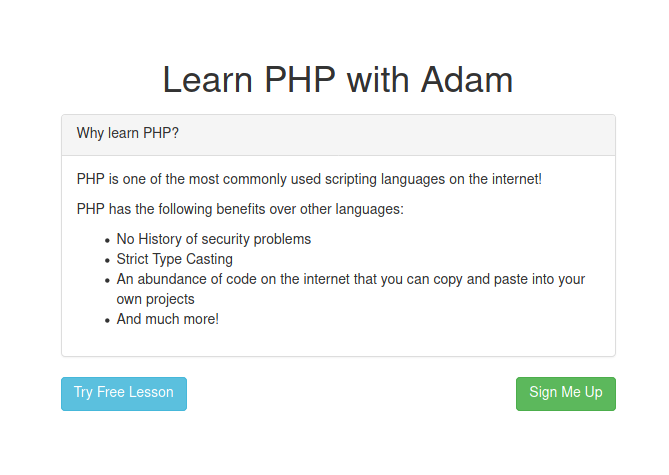 Learn PHP with Adam
Why learn PHP?
PHP is one of the most commonly used scripting languages on the internet!
PHP has the following benefits over other languages:
No History of security problems
Strict Type Casting
An abundance of code on the internet that you can copy and paste into your
own projects
And much more!
Try Free Lesson
Sign Me Up